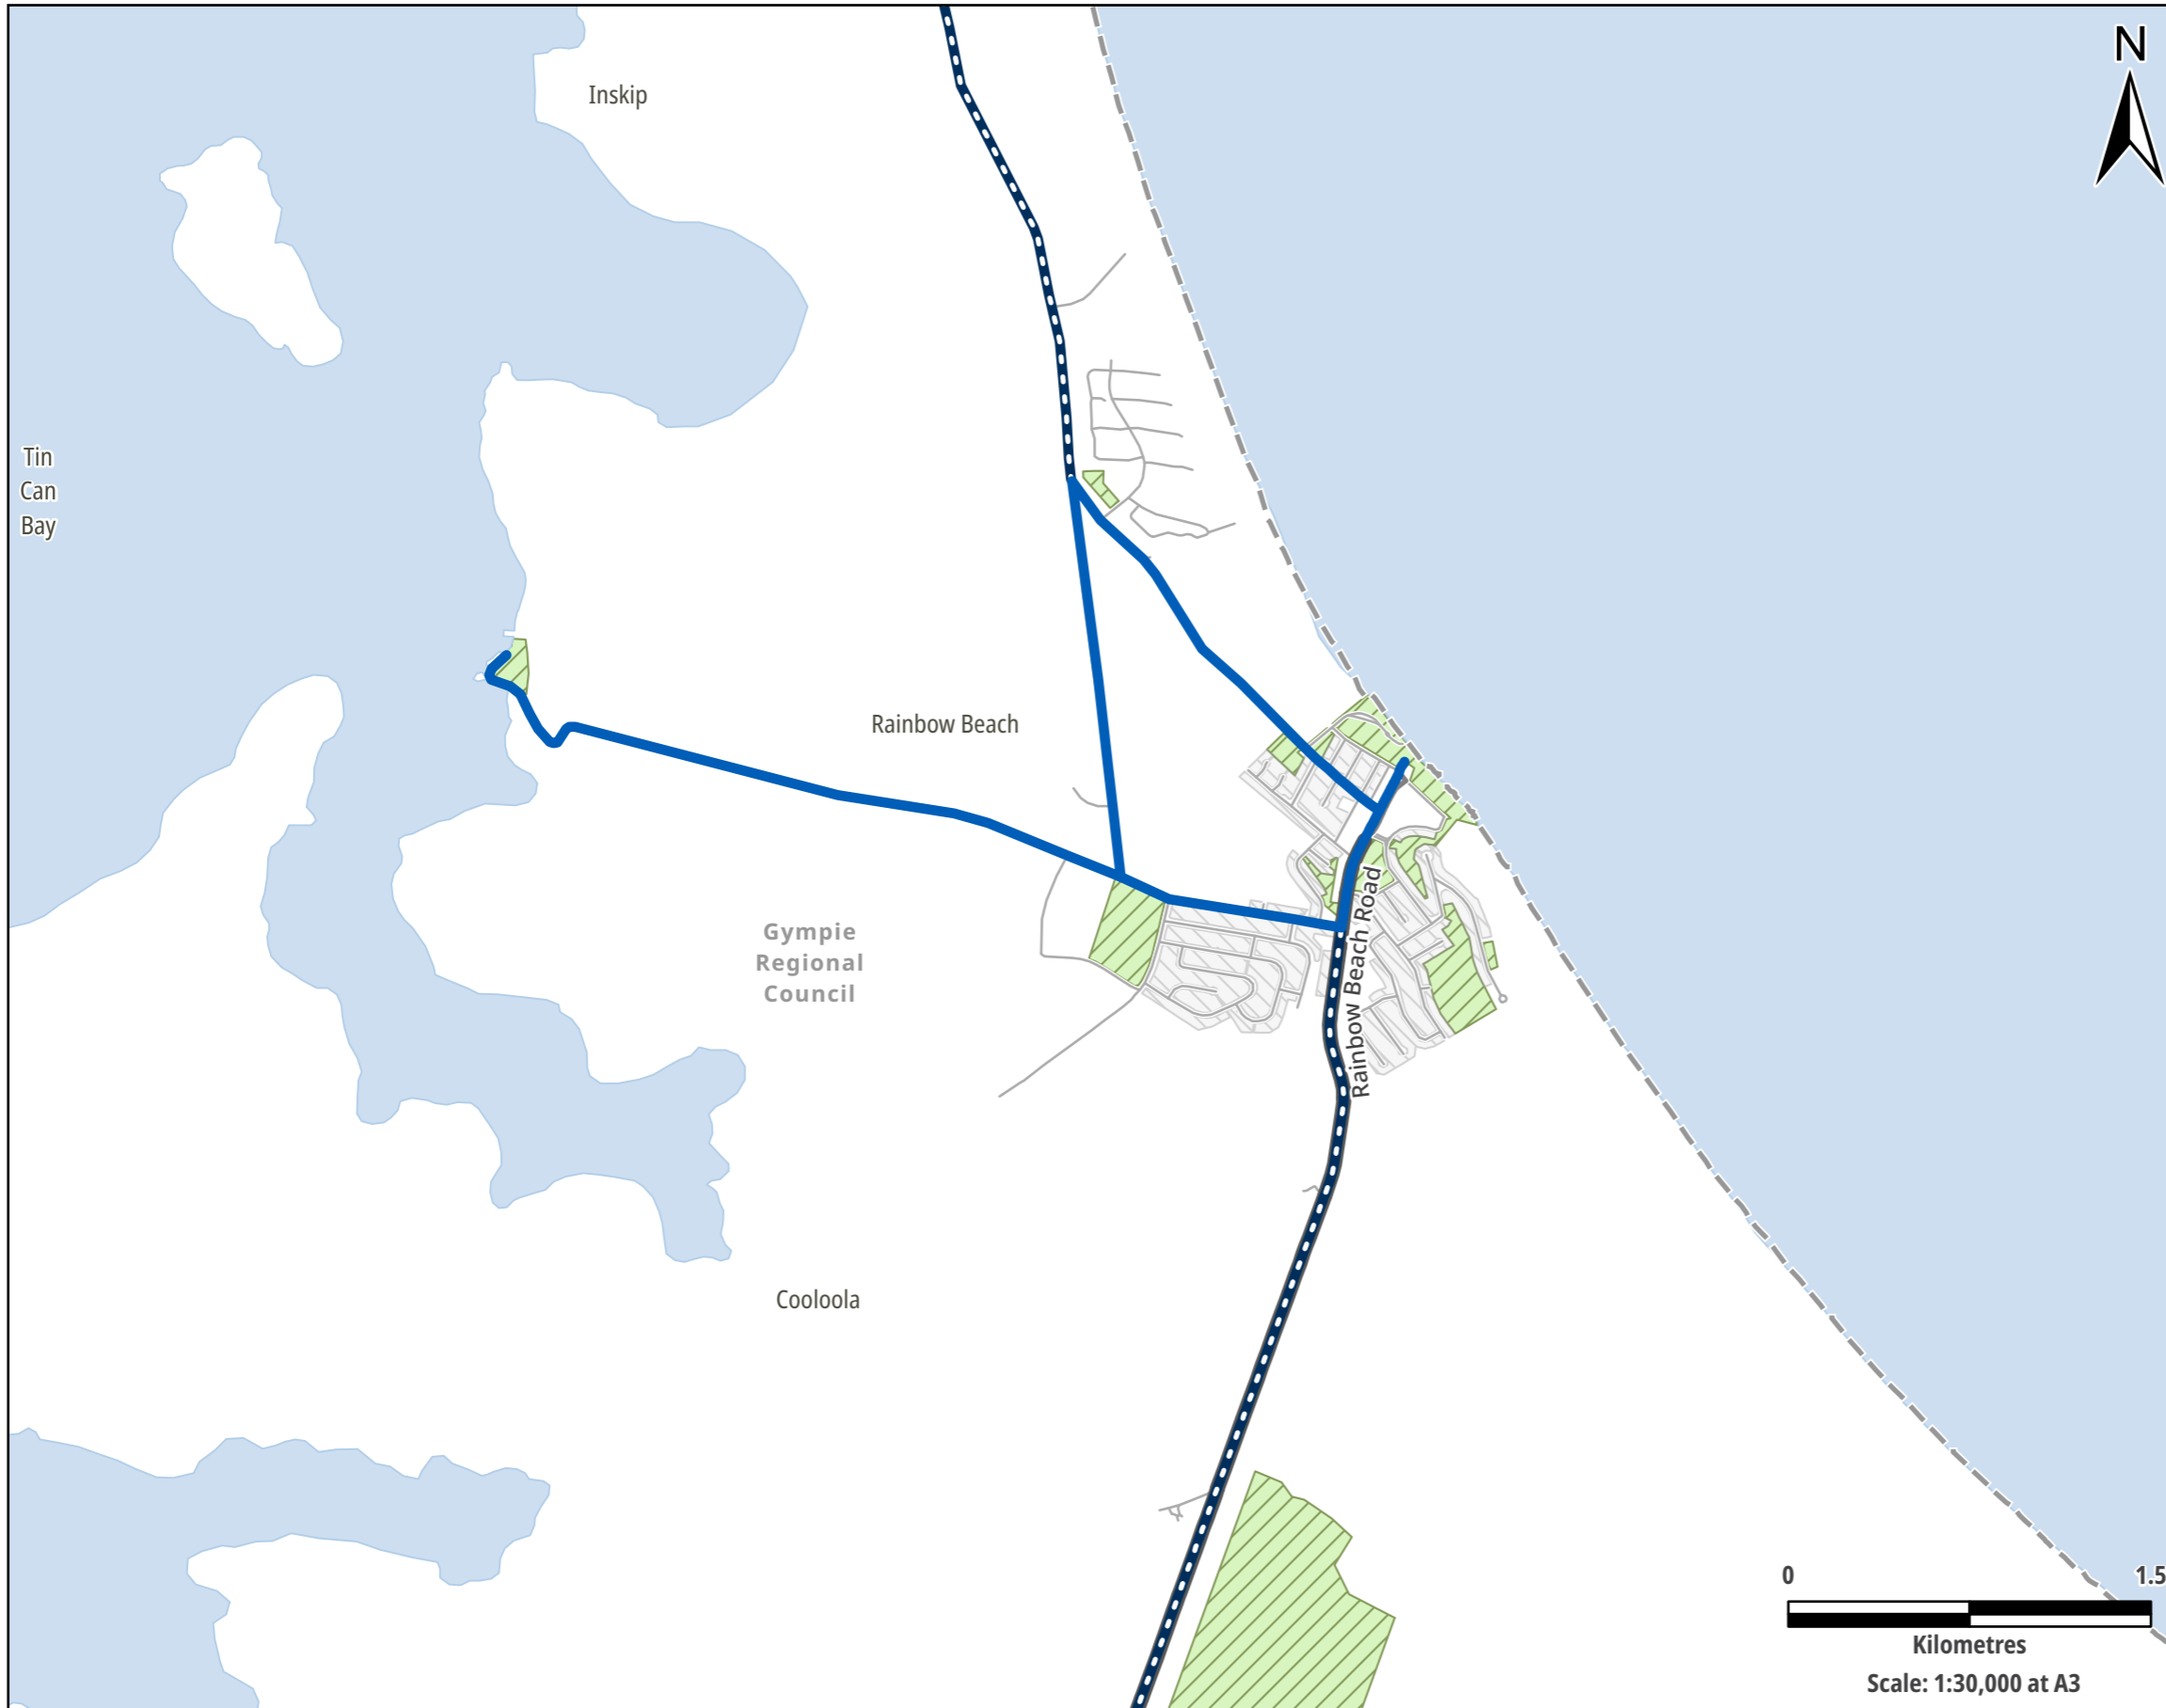 N
Inskip
Tin
Can
Bay
Rainbow Beach
Rainbow Beach Road
Gympie
Regional
Council
Cooloola
0 1.5
Kilometres
Scale: 1:30,000 at A3